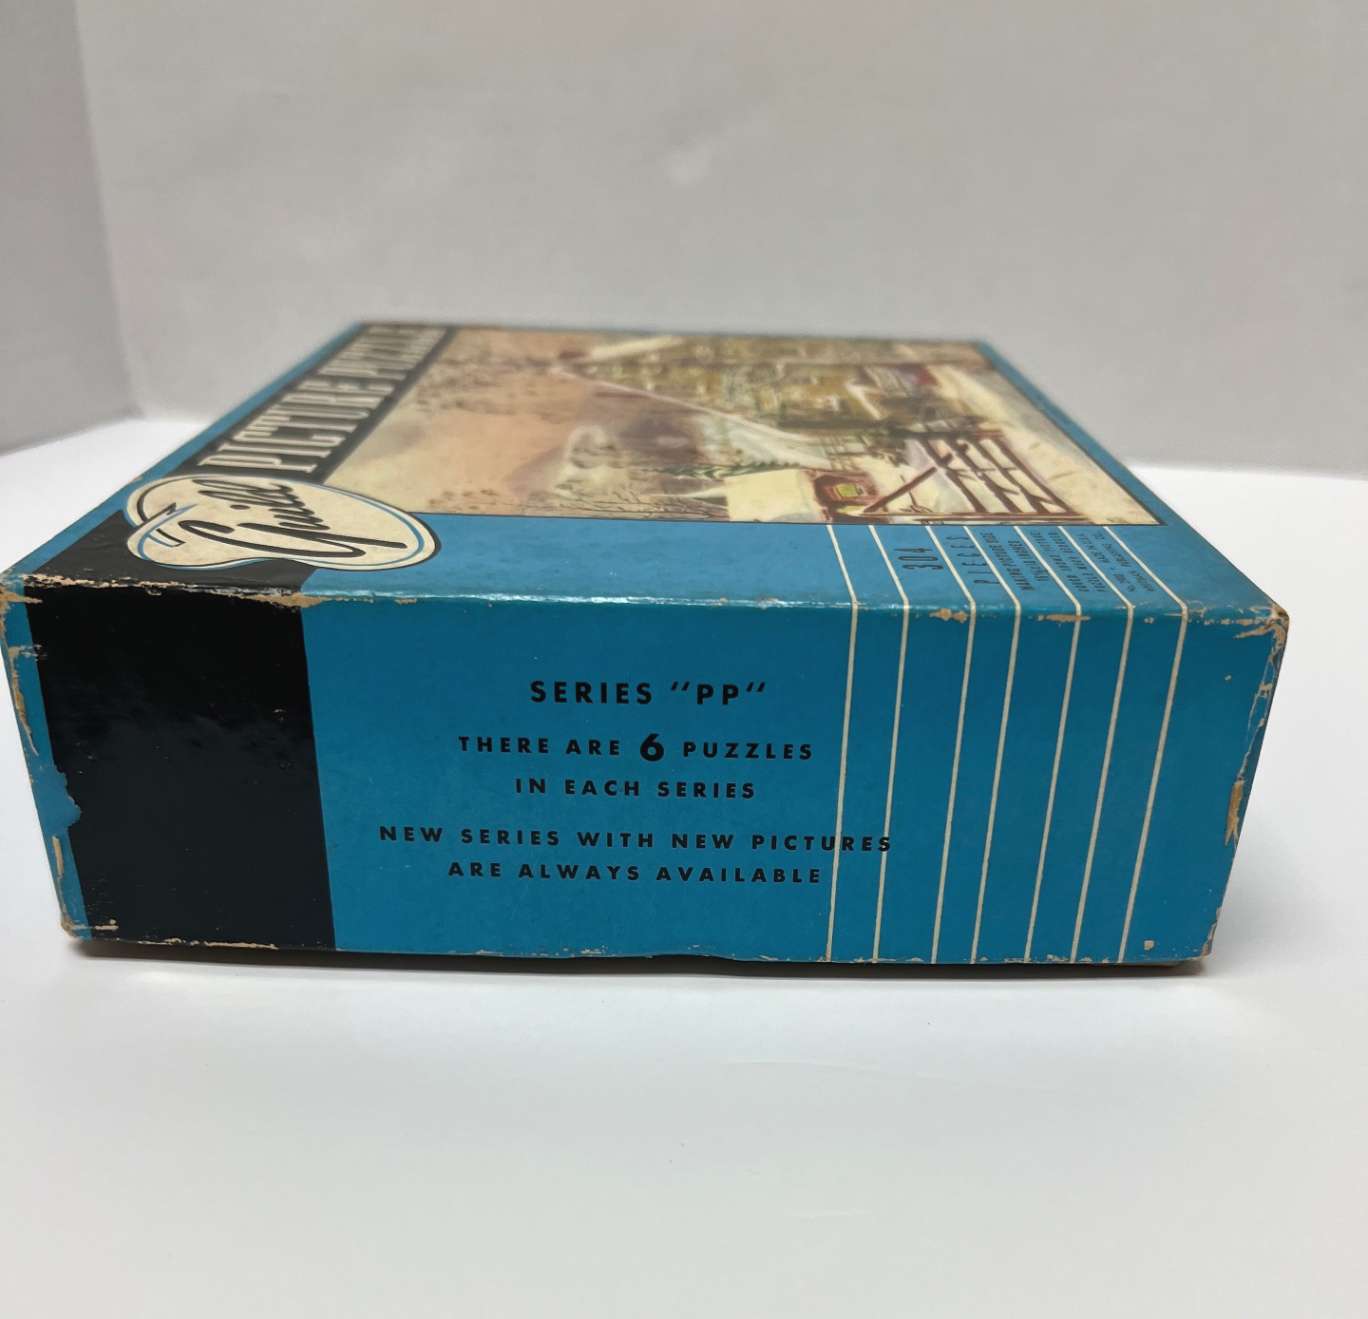 Guild
PICTURE PUZZLE
304
PIECES
SERIES "PP"
THERE ARE 6 PUZZLES
IN EACH SERIES
NEW SERIES WITH NEW PICTURES
ARE ALWAYS AVAILABLE